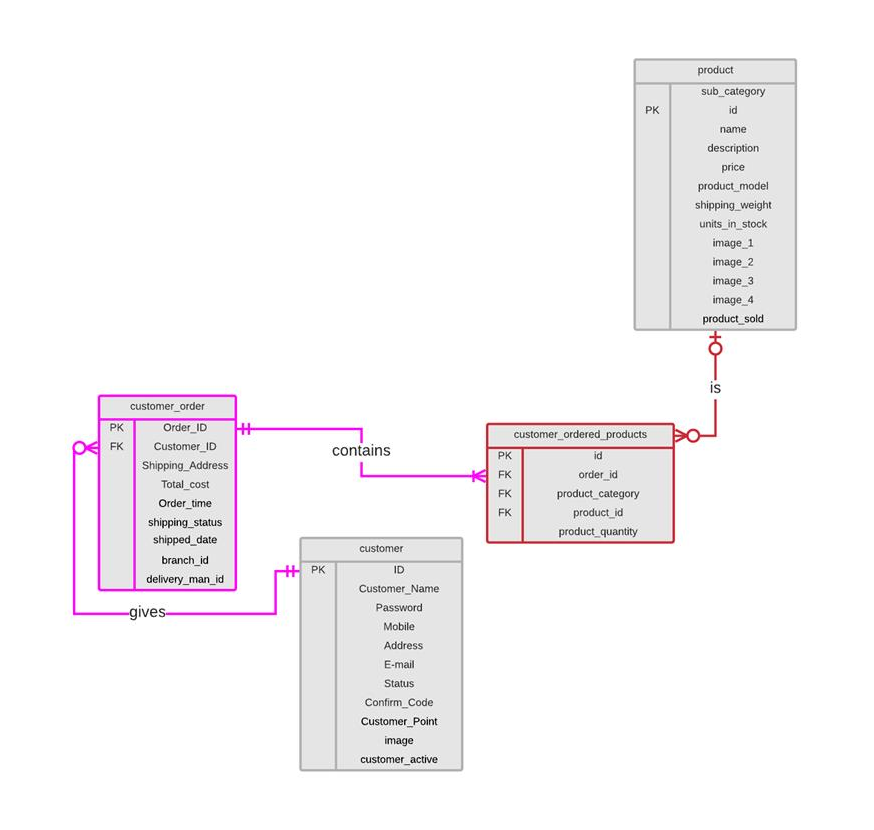 product
sub_category
PK id
name
description
price
product_model
shipping_weight
units_in_stock
image_1
image_2
image_3
image_4
product_sold
is
customer_order
PK Order_ID
FK Customer_ID
Shipping_Address
Total_cost
Order_time
shipping_status
shipped_date
branch_id
delivery_man_id
contains
customer_ordered_products
PK id
FK order_id
FK product_category
FK product_id
product_quantity
gives
customer
PK ID
Customer_Name
Password
Mobile
Address
E-mail
Status
Confirm_Code
Customer_Point
image
customer_active